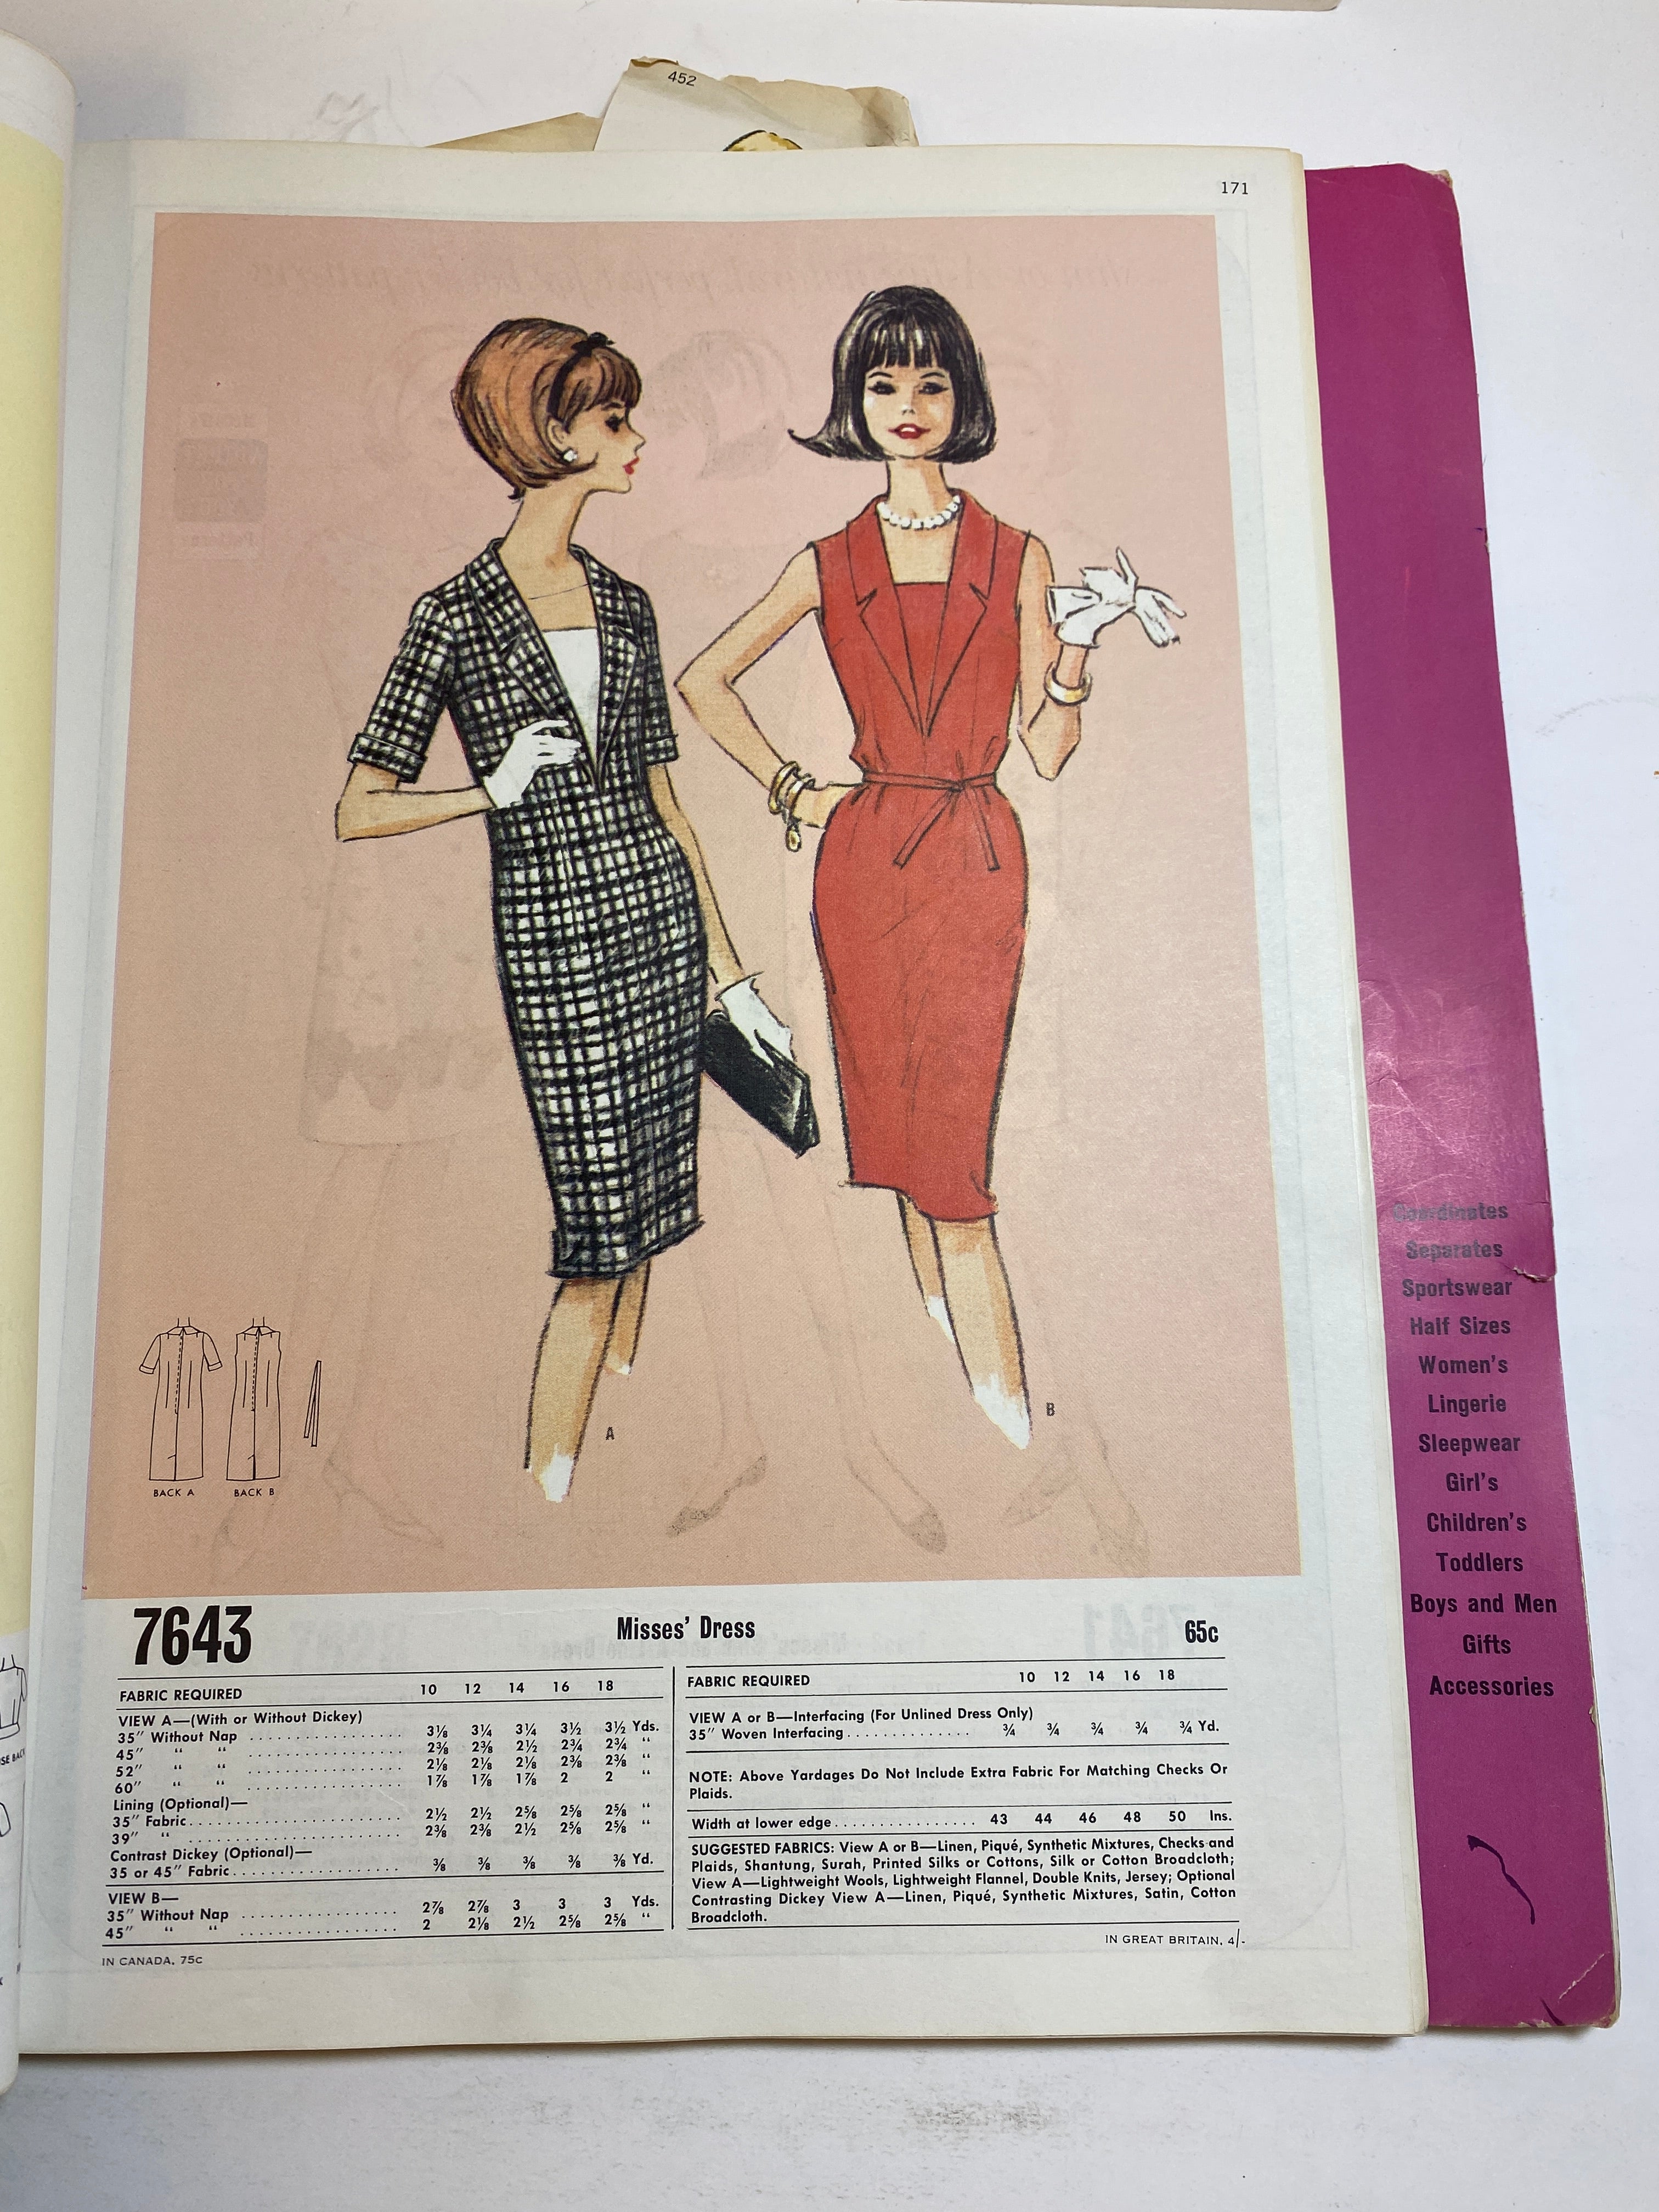 452
171
A
B
BACK A
BACK B
7643
Misses' Dress
65c
FABRIC REQUIRED 10 12 14 16 18
VIEW A—(With or Without Dickey)
35" Without Nap .................. 3⅛ 3¼ 3¼ 3½ 3½ Yds.
45" " " .................. 2⅜ 2⅜ 2½ 2¾ 2¾ "
52" " " .................. 2⅛ 2⅛ 2⅛ 2⅜ 2⅜ "
60" " " .................. 1⅞ 1⅞ 1⅞ 2 2 "
Lining (Optional)—
35" Fabric..................... 2½ 2½ 2⅝ 2⅝ 2⅝ "
39" " ..................... 2⅜ 2⅜ 2½ 2⅝ 2⅝ "
Contrast Dickey (Optional)—
35 or 45" Fabric................... ⅜ ⅜ ⅜ ⅜ ⅜ Yd.
VIEW B—
35" Without Nap .................. 2⅞ 2⅞ 3 3 3 Yds.
45" " " .................. 2 2⅛ 2½ 2⅝ 2⅝ "
IN CANADA, 75c
FABRIC REQUIRED 10 12 14 16 18
VIEW A or B—Interfacing (For Unlined Dress Only)
35" Woven Interfacing.............. ¾ ¾ ¾ ¾ ¾ Yd.
NOTE: Above Yardages Do Not Include Extra Fabric For Matching Checks Or
Plaids.
Width at lower edge................ 43 44 46 48 50 Ins.
SUGGESTED FABRICS: View A or B—Linen, Piqué, Synthetic Mixtures, Checks and
Plaids, Shantung, Surah, Printed Silks or Cottons, Silk or Cotton Broadcloth;
View A—Lightweight Wools, Lightweight Flannel, Double Knits, Jersey; Optional
Contrasting Dickey View A—Linen, Piqué, Synthetic Mixtures, Satin, Cotton
Broadcloth.
IN GREAT BRITAIN, 4/-
Coordinates
Separates
Sportswear
Half Sizes
Women's
Lingerie
Sleepwear
Girl's
Children's
Toddlers
Boys and Men
Gifts
Accessories